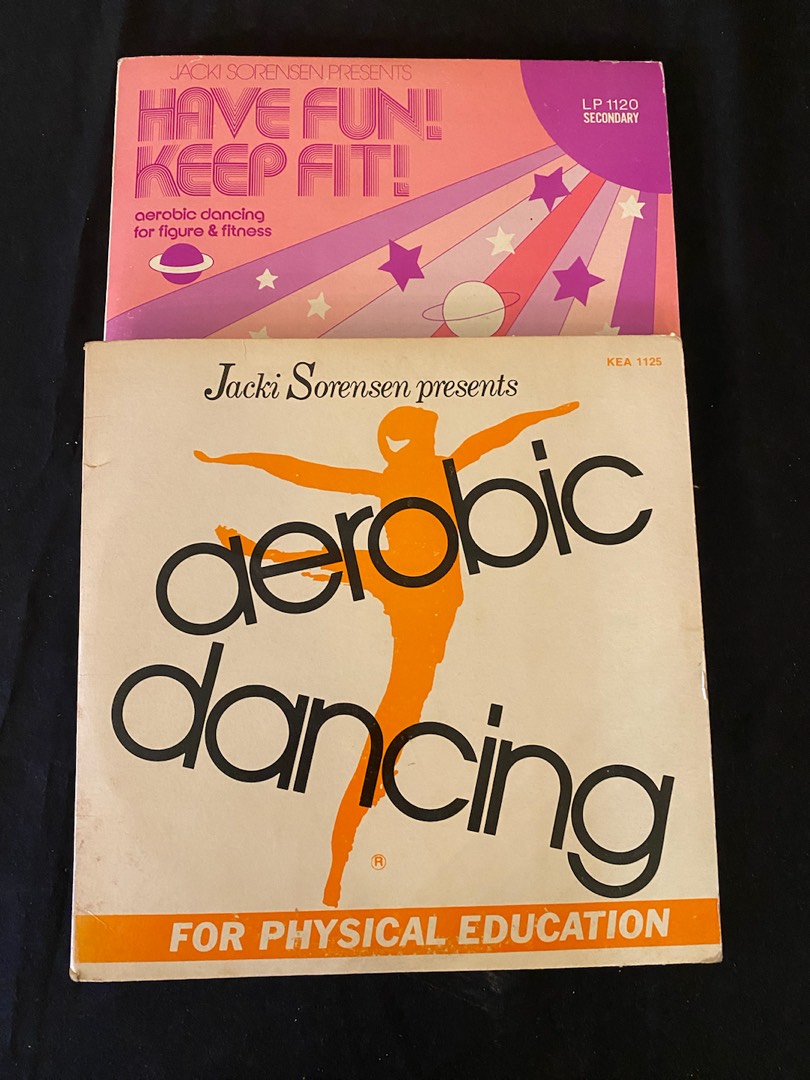 JACKI SORENSEN PRESENTS
HAVE FUN!
KEEP FIT!
aerobic dancing
for figure & fitness
LP 1120
SECONDARY
KEA 1125
Jacki Sorensen presents
aerobic
dancing
®
FOR PHYSICAL EDUCATION